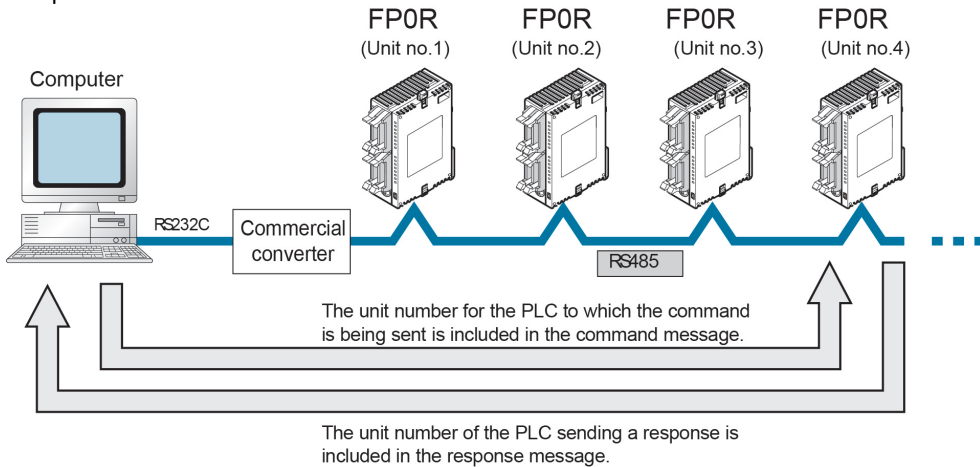 FP0R
(Unit no.1)
FP0R
(Unit no.2)
FP0R
(Unit no.3)
FP0R
(Unit no.4)
Computer
RS232C
Commercial
converter
RS485
The unit number for the PLC to which the command
is being sent is included in the command message.
The unit number of the PLC sending a response is
included in the response message.